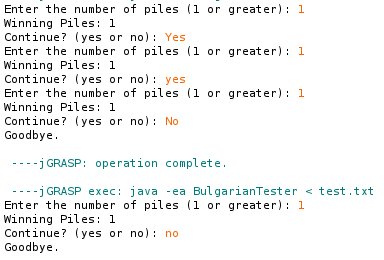 Enter the number of piles (1 or greater): 1
Winning Piles: 1
Continue? (yes or no): Yes
Enter the number of piles (1 or greater): 1
Winning Piles: 1
Continue? (yes or no): yes
Enter the number of piles (1 or greater): 1
Winning Piles: 1
Continue? (yes or no): No
Goodbye.
----jGRASP: operation complete.
----jGRASP exec: java -ea BulgarianTester < test.txt
Enter the number of piles (1 or greater): 1
Winning Piles: 1
Continue? (yes or no): no
Goodbye.